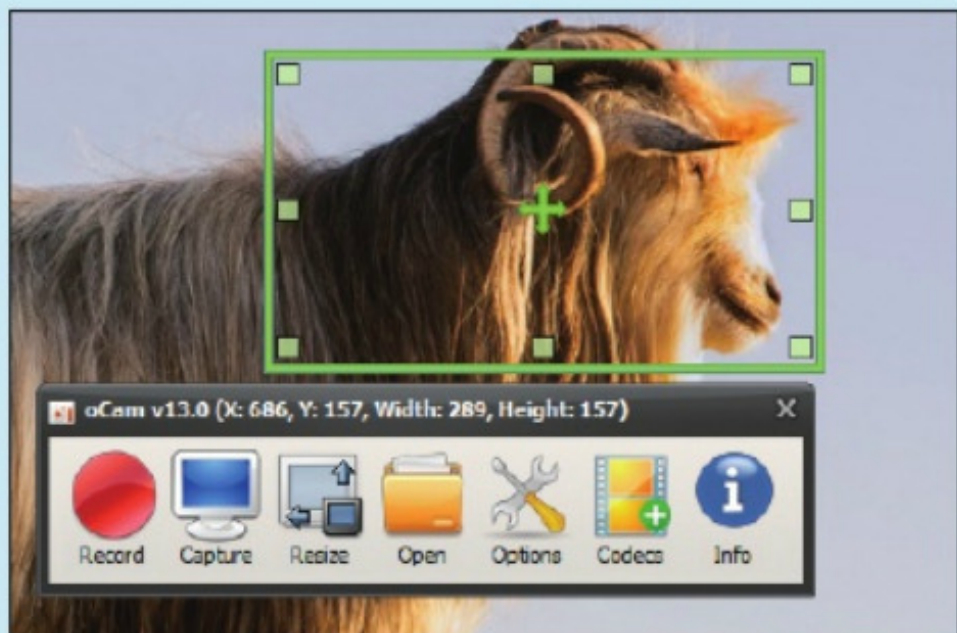 oCam v13.0 (X: 686, Y: 157, Width: 289, Height: 157)
Record Capture Resize Open Options Codecs Info